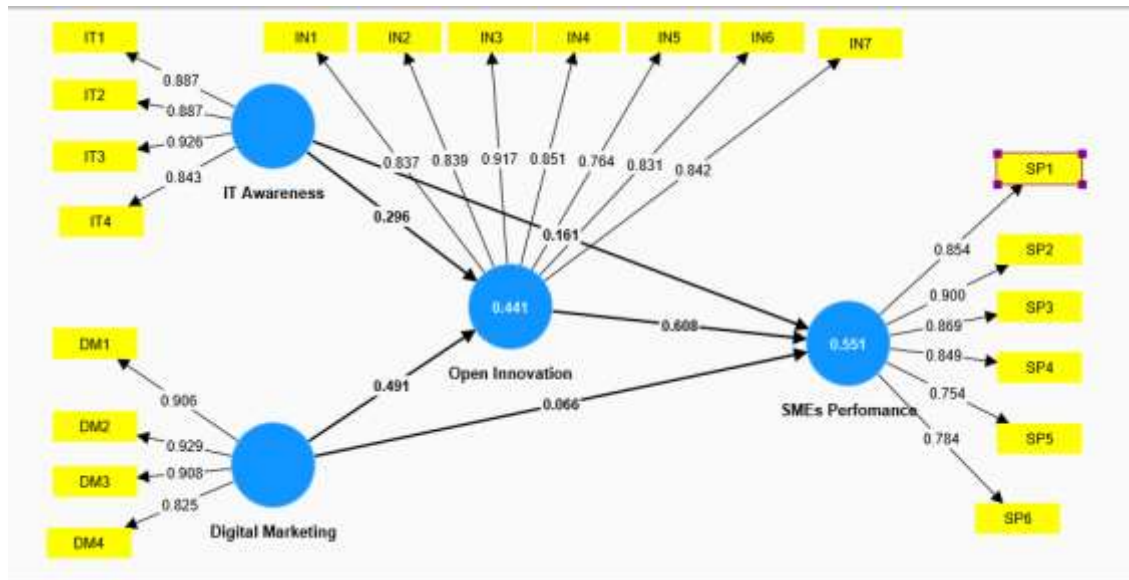 IT1
IN1
IN2
IN3
IN4
IN5
IN6
IN7
0.887
IT2
0.887
IT3
0.926
0.843
IT4
IT Awareness
0.837
0.839
0.917
0.851
0.764
0.831
0.842
SP1
0.296
0.161
0.854
SP2
0.900
SP3
0.869
0.441
0.608
0.551
0.849
SP4
DM1
Open Innovation
0.491
0.066
SMEs Perfomance
0.754
SP5
0.784
0.906
DM2
0.929
DM3
0.908
0.825
DM4
Digital Marketing
SP6